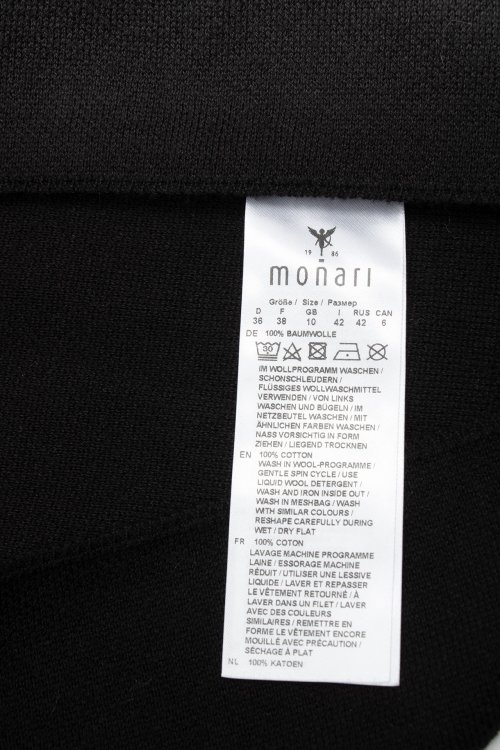 19 86
monari
Größe / Size / Размер
D F GB I RUS CAN
36 38 10 42 42 6
DE 100% BAUMWOLLE
30
IM WOLLPROGRAMM WASCHEN /
SCHONSCHLEUDERN /
FLÜSSIGES WOLLWASCHMITTEL
VERWENDEN / VON LINKS
WASCHEN UND BÜGELN / IM
NETZBEUTEL WASCHEN / MIT
ÄHNLICHEN FARBEN WASCHEN /
NASS VORSICHTIG IN FORM
ZIEHEN / LIEGEND TROCKNEN
EN 100% COTTON
WASH IN WOOL-PROGRAMME /
GENTLE SPIN CYCLE / USE
LIQUID WOOL DETERGENT /
WASH AND IRON INSIDE OUT /
WASH IN MESHBAG / WASH
WITH SIMILAR COLOURS /
RESHAPE CAREFULLY DURING
WET / DRY FLAT
FR 100% COTON
LAVAGE MACHINE PROGRAMME
LAINE / ESSORAGE MACHINE
RÉDUIT / UTILISER UNE LESSIVE
LIQUIDE / LAVER ET REPASSER
LE VÊTEMENT RETOURNÉ / À
LAVER DANS UN FILET / LAVER
AVEC DES COULEURS
SIMILAIRES / REMETTRE EN
FORME LE VÊTEMENT ENCORE
MOUILLÉ AVEC PRÉCAUTION /
SÉCHAGE À PLAT
NL 100% KATOEN